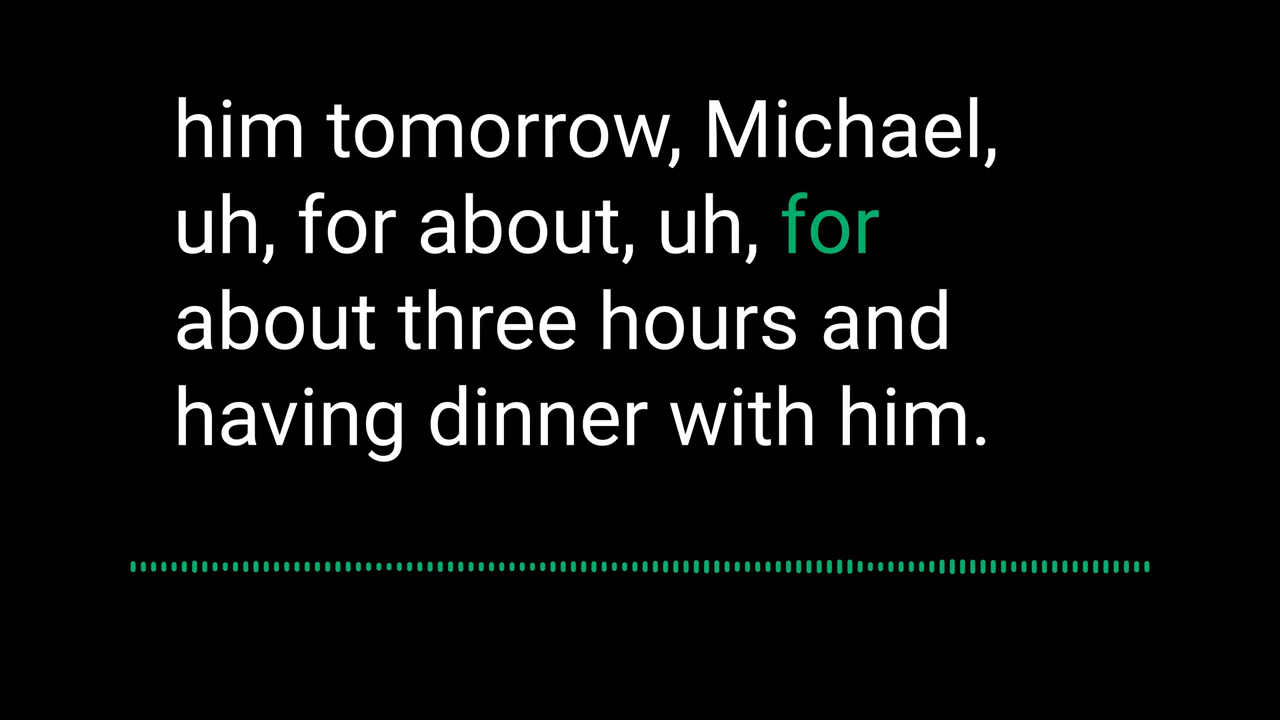 him tomorrow, Michael,
uh, for about, uh, for
about three hours and
having dinner with him.